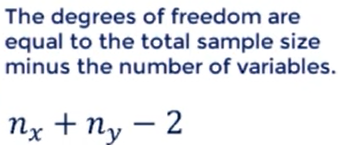 The degrees of freedom are
equal to the total sample size
minus the number of variables.
nₓ + nᵧ − 2